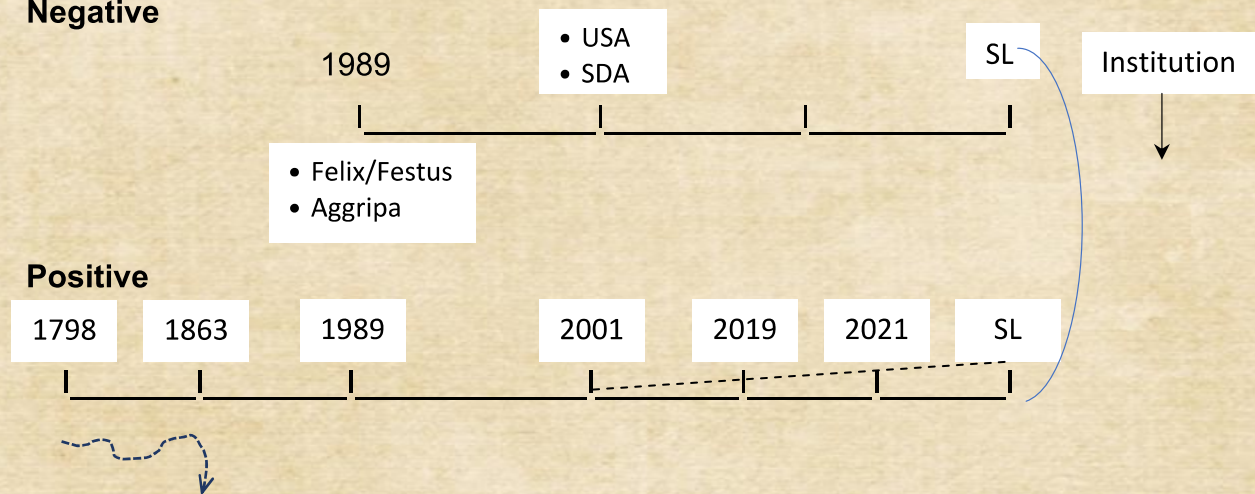 Negative
1989
• USA
• SDA
SL
Institution
• Felix/Festus
• Aggripa
Positive
1798
1863
1989
2001
2019
2021
SL